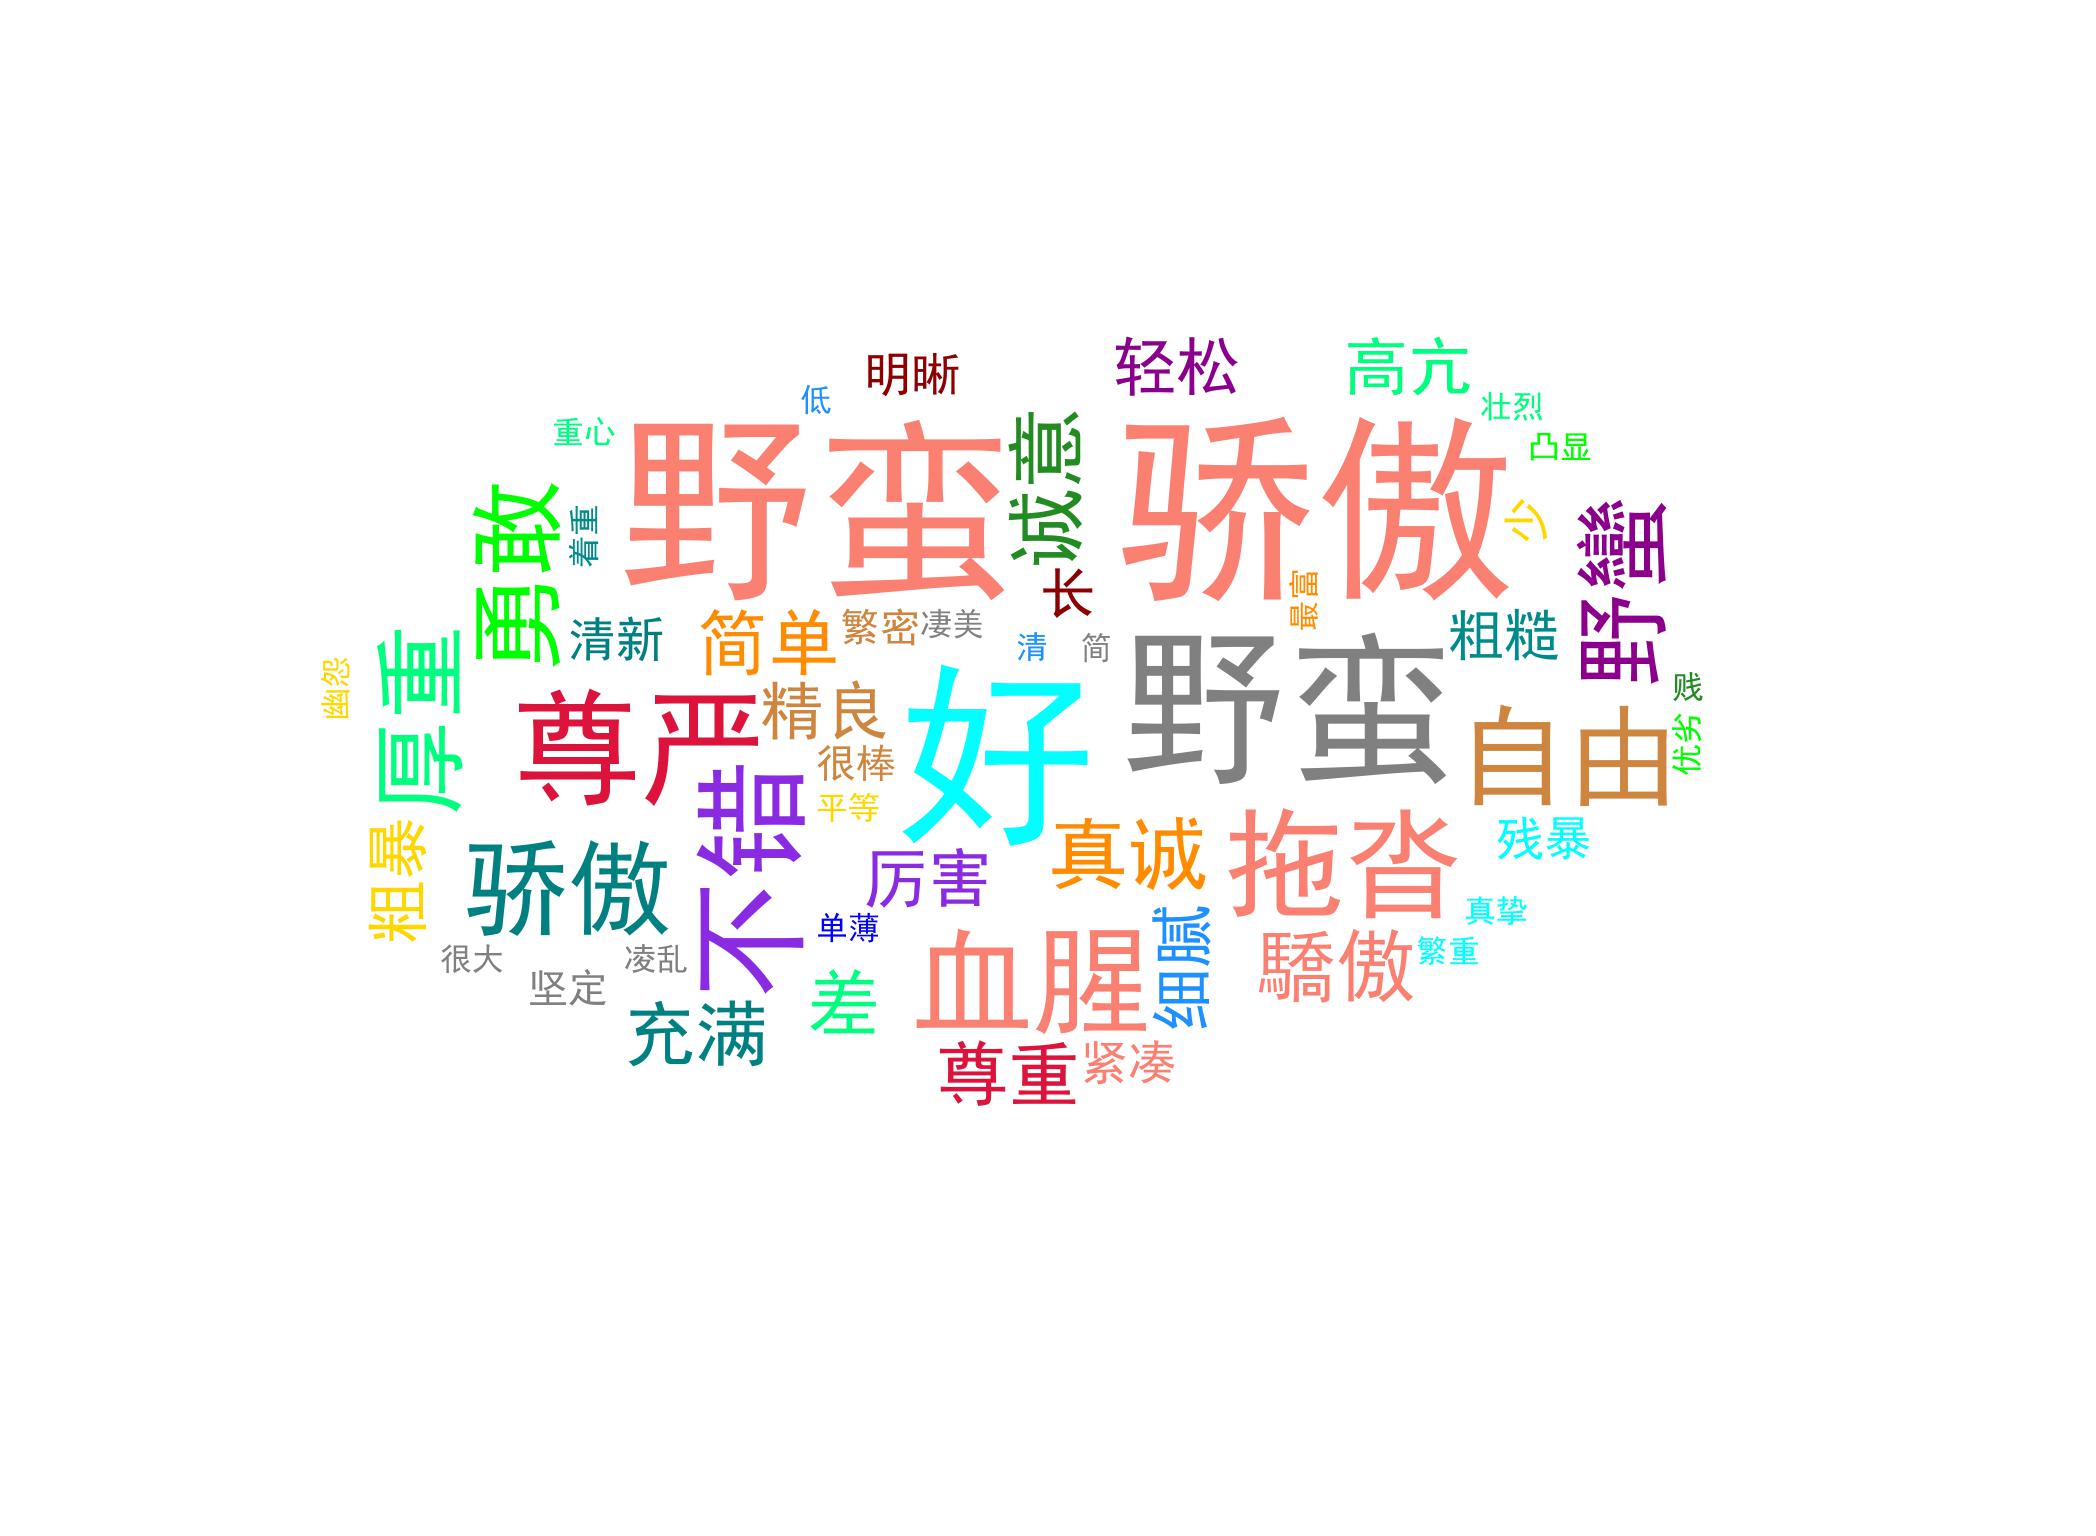 轻松
高亢
明晰
低
壮烈
重心
野蛮
诚意
骄傲
凸显
勇敢
着重
少
野蠻
长
最富
清新
简单
繁密
凄美
清
简
粗糙
幽怨
厚重
尊严
精良
好
野蛮
自由
贱
优劣
很棒
平等
不错
粗暴
骄傲
厉害
真诚
拖沓
残暴
单薄
细腻
真挚
很大
坚定
凌乱
血腥
驕傲
繁重
充满
差
尊重
紧凑